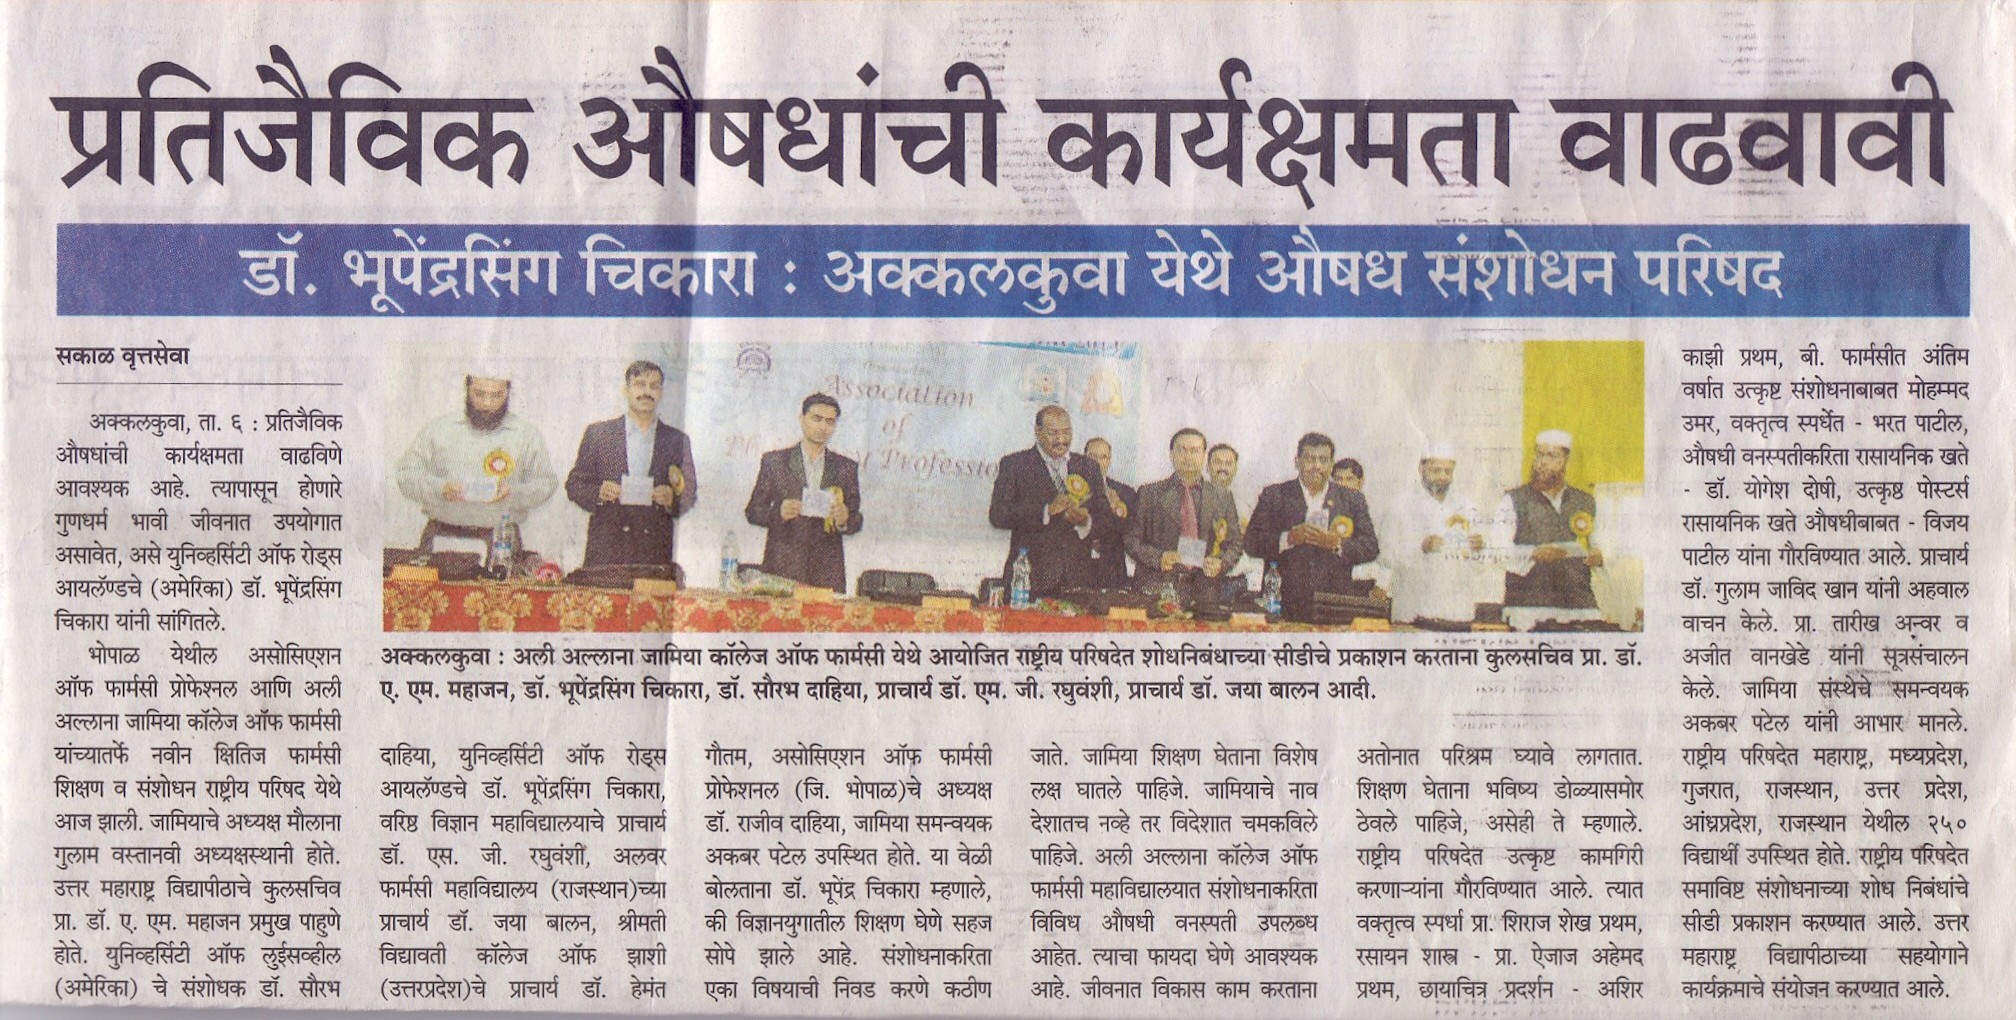 प्रतिजैविक औषधांची कार्यक्षमता वाढवावी
डॉ. भूपेंद्रसिंग चिकारा : अक्कलकुवा येथे औषध संशोधन परिषद
सकाळ वृत्तसेवा
अक्कलकुवा, ता. ६ : प्रतिजैविक
औषधांची कार्यक्षमता वाढविणे
आवश्यक आहे. त्यापासून होणारे
गुणधर्म भावी जीवनात उपयोगात
असावेत, असे युनिव्हर्सिटी ऑफ रोड्स
आयलॅण्डचे (अमेरिका) डॉ. भूपेंद्रसिंग
चिकारा यांनी सांगितले.
भोपाळ येथील असोसिएशन
ऑफ फार्मसी प्रोफेश्नल आणि अली
अल्लाना जामिया कॉलेज ऑफ फार्मसी
यांच्यातर्फे नवीन क्षितिज फार्मसी
शिक्षण व संशोधन राष्ट्रीय परिषद येथे
आज झाली. जामियाचे अध्यक्ष मौलाना
गुलाम वस्तानवी अध्यक्षस्थानी होते.
उत्तर महाराष्ट्र विद्यापीठाचे कुलसचिव
प्रा. डॉ. ए. एम. महाजन प्रमुख पाहुणे
होते. युनिव्हर्सिटी ऑफ लुईसव्हील
(अमेरिका) चे संशोधक डॉ. सौरभ
Association
of
अक्कलकुवा : अली अल्लाना जामिया कॉलेज ऑफ फार्मसी येथे आयोजित राष्ट्रीय परिषदेत शोधनिबंधाच्या सीडीचे प्रकाशन करताना कुलसचिव प्रा. डॉ.
ए. एम. महाजन, डॉ. भूपेंद्रसिंग चिकारा, डॉ. सौरभ दाहिया, प्राचार्य डॉ. एम. जी. रघुवंशी, प्राचार्य डॉ. जया बालन आदी.
दाहिया, युनिव्हर्सिटी ऑफ रोड्स
आयलॅण्डचे डॉ. भूपेंद्रसिंग चिकारा,
वरिष्ठ विज्ञान महाविद्यालयाचे प्राचार्य
डॉ. एस. जी. रघुवंशी, अलवर
फार्मसी महाविद्यालय (राजस्थान)च्या
प्राचार्य डॉ. जया बालन, श्रीमती
विद्यावती कॉलेज ऑफ झाशी
(उत्तरप्रदेश)चे प्राचार्य डॉ. हेमंत
गौतम, असोसिएशन ऑफ फार्मसी
प्रोफेशनल (जि. भोपाळ)चे अध्यक्ष
डॉ. राजीव दाहिया, जामिया समन्वयक
अकबर पटेल उपस्थित होते. या वेळी
बोलताना डॉ. भूपेंद्र चिकारा म्हणाले,
की विज्ञानयुगातील शिक्षण घेणे सहज
सोपे झाले आहे. संशोधनाकरिता
एका विषयाची निवड करणे कठीण
जाते. जामिया शिक्षण घेताना विशेष
लक्ष घातले पाहिजे. जामियाचे नाव
देशातच नव्हे तर विदेशात चमकविले
पाहिजे. अली अल्लाना कॉलेज ऑफ
फार्मसी महाविद्यालयात संशोधनाकरिता
विविध औषधी वनस्पती उपलब्ध
आहेत. त्याचा फायदा घेणे आवश्यक
आहे. जीवनात विकास काम करताना
अतोनात परिश्रम घ्यावे लागतात.
शिक्षण घेताना भविष्य डोळ्यासमोर
ठेवले पाहिजे, असेही ते म्हणाले.
राष्ट्रीय परिषदेत उत्कृष्ट कामगिरी
करणाऱ्यांना गौरविण्यात आले. त्यात
वक्तृत्व स्पर्धा प्रा. शिराज शेख प्रथम,
रसायन शास्त्र - प्रा. ऐजाज अहेमद
प्रथम, छायाचित्र प्रदर्शन - अशिर
काझी प्रथम, बी. फार्मसीत अंतिम
वर्षात उत्कृष्ट संशोधनाबाबत मोहम्मद
उमर, वक्तृत्व स्पर्धेत - भरत पाटील,
औषधी वनस्पतीकरिता रासायनिक खते
- डॉ. योगेश दोषी, उत्कृष्ठ पोस्टर्स
रासायनिक खते औषधीबाबत - विजय
पाटील यांना गौरविण्यात आले. प्राचार्य
डॉ. गुलाम जाविद खान यांनी अहवाल
वाचन केले. प्रा. तारीख अन्वर व
अजीत वानखेडे यांनी सूत्रसंचालन
केले. जामिया संस्थेचे समन्वयक
अकबर पटेल यांनी आभार मानले.
राष्ट्रीय परिषदेत महाराष्ट्र, मध्यप्रदेश,
गुजरात, राजस्थान, उत्तर प्रदेश,
आंध्रप्रदेश, राजस्थान येथील २५०
विद्यार्थी उपस्थित होते. राष्ट्रीय परिषदेत
समाविष्ट संशोधनाच्या शोध निबंधांचे
सीडी प्रकाशन करण्यात आले. उत्तर
महाराष्ट्र विद्यापीठाच्या सहयोगाने
कार्यक्रमाचे संयोजन करण्यात आले.